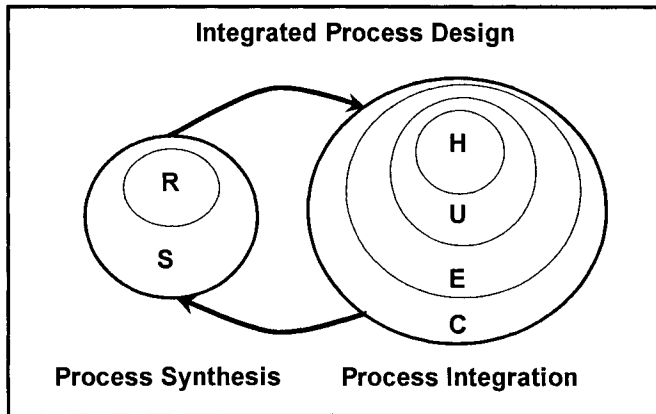 Integrated Process Design
H
R
U
S
E
C
Process Synthesis Process Integration